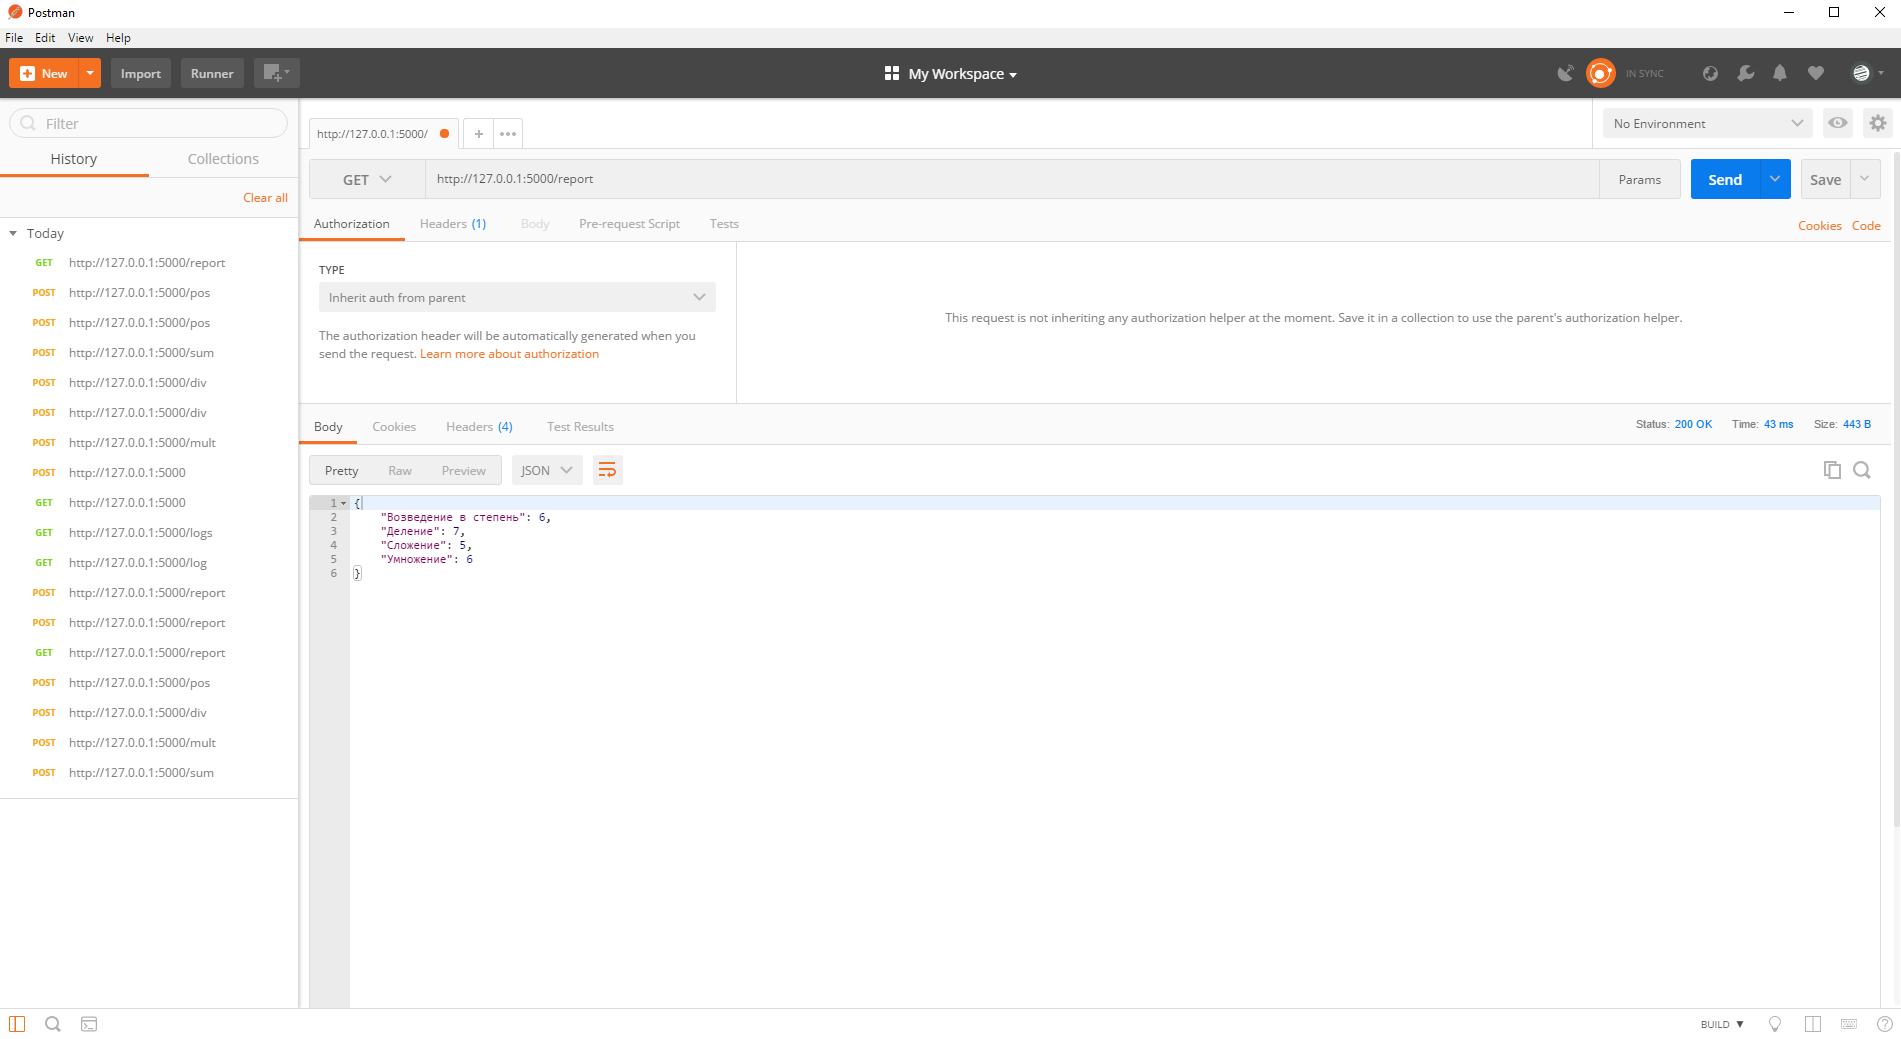 Postman
File Edit View Help
New Import Runner My Workspace IN SYNC
Filter
History Collections
Clear all
Today
GET http://127.0.0.1:5000/report
POST http://127.0.0.1:5000/pos
POST http://127.0.0.1:5000/pos
POST http://127.0.0.1:5000/sum
POST http://127.0.0.1:5000/div
POST http://127.0.0.1:5000/div
POST http://127.0.0.1:5000/mult
POST http://127.0.0.1:5000
GET http://127.0.0.1:5000
GET http://127.0.0.1:5000/logs
GET http://127.0.0.1:5000/log
POST http://127.0.0.1:5000/report
POST http://127.0.0.1:5000/report
GET http://127.0.0.1:5000/report
POST http://127.0.0.1:5000/pos
POST http://127.0.0.1:5000/div
POST http://127.0.0.1:5000/mult
POST http://127.0.0.1:5000/sum
http://127.0.0.1:5000/ + ••• No Environment
GET http://127.0.0.1:5000/report Params Send Save
Authorization Headers (1) Body Pre-request Script Tests Cookies Code
TYPE
Inherit auth from parent
The authorization header will be automatically generated when you
send the request. Learn more about authorization
This request is not inheriting any authorization helper at the moment. Save it in a collection to use the parent's authorization helper.
Body Cookies Headers (4) Test Results Status: 200 OK Time: 43 ms Size: 443 B
Pretty Raw Preview JSON
1 {
2 "Возведение в степень": 6,
3 "Деление": 7,
4 "Сложение": 5,
5 "Умножение": 6
6 }
BUILD